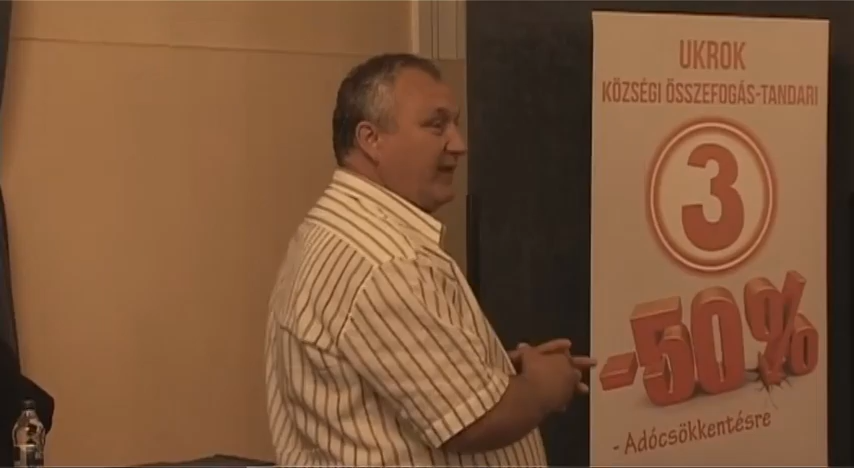 UKROK
KÖZSÉGI ÖSSZEFOGÁS-TANDARI
3
-50%
- Adócsökkentésre